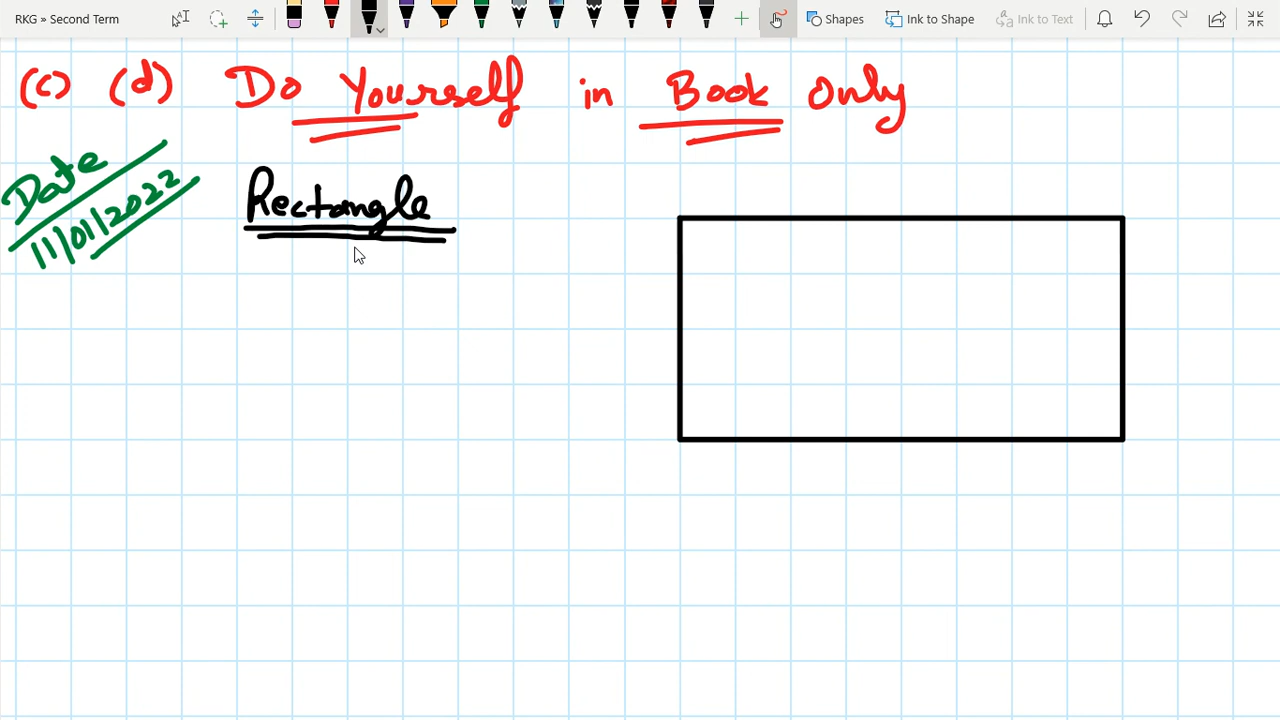 RKG » Second Term
Shapes
Ink to Shape
Ink to Text
(c) (d) Do Yourself in Book Only
Date
11/01/2022
Rectangle